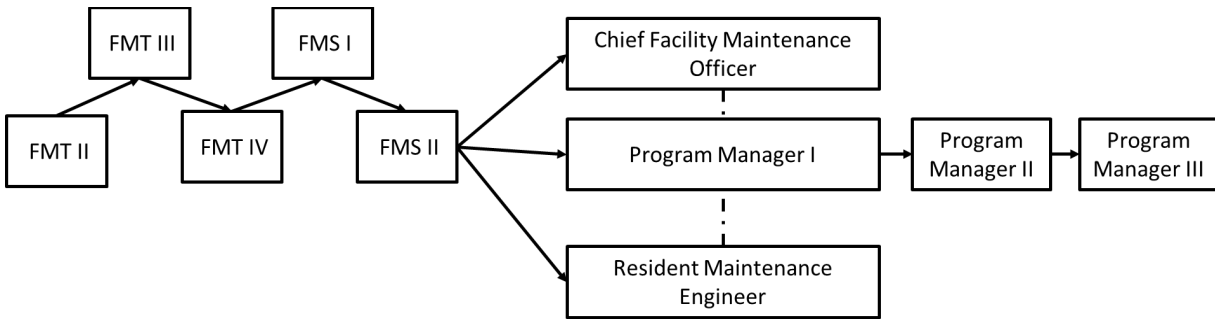 FMT III
FMS I
FMT II
FMT IV
FMS II
Chief Facility Maintenance
Officer
Program Manager I
Program
Manager II
Program
Manager III
Resident Maintenance
Engineer